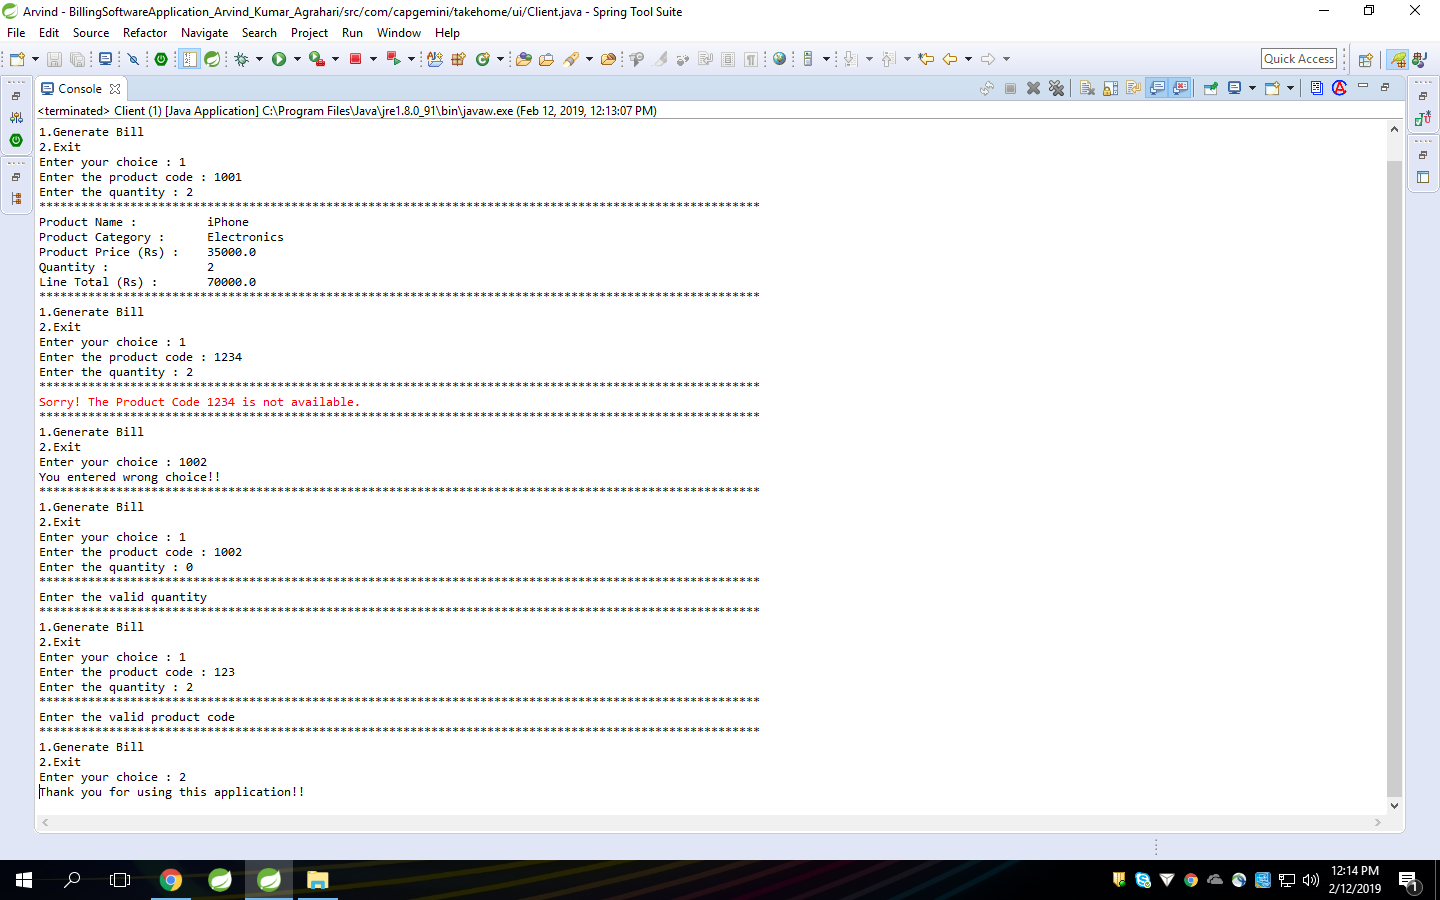 Arvind - BillingSoftwareApplication_Arvind_Kumar_Agrahari/src/com/capgemini/takehome/ui/Client.java - Spring Tool Suite
File Edit Source Refactor Navigate Search Project Run Window Help
Quick Access
Console
<terminated> Client (1) [Java Application] C:\Program Files\Java\jre1.8.0_91\bin\javaw.exe (Feb 12, 2019, 12:13:07 PM)
1.Generate Bill
2.Exit
Enter your choice : 1
Enter the product code : 1001
Enter the quantity : 2
*******************************************************************************************************
Product Name : iPhone
Product Category : Electronics
Product Price (Rs) : 35000.0
Quantity : 2
Line Total (Rs) : 70000.0
*******************************************************************************************************
1.Generate Bill
2.Exit
Enter your choice : 1
Enter the product code : 1234
Enter the quantity : 2
*******************************************************************************************************
Sorry! The Product Code 1234 is not available.
*******************************************************************************************************
1.Generate Bill
2.Exit
Enter your choice : 1002
You entered wrong choice!!
*******************************************************************************************************
1.Generate Bill
2.Exit
Enter your choice : 1
Enter the product code : 1002
Enter the quantity : 0
*******************************************************************************************************
Enter the valid quantity
*******************************************************************************************************
1.Generate Bill
2.Exit
Enter your choice : 1
Enter the product code : 123
Enter the quantity : 2
*******************************************************************************************************
Enter the valid product code
*******************************************************************************************************
1.Generate Bill
2.Exit
Enter your choice : 2
Thank you for using this application!!
12:14 PM
2/12/2019
1